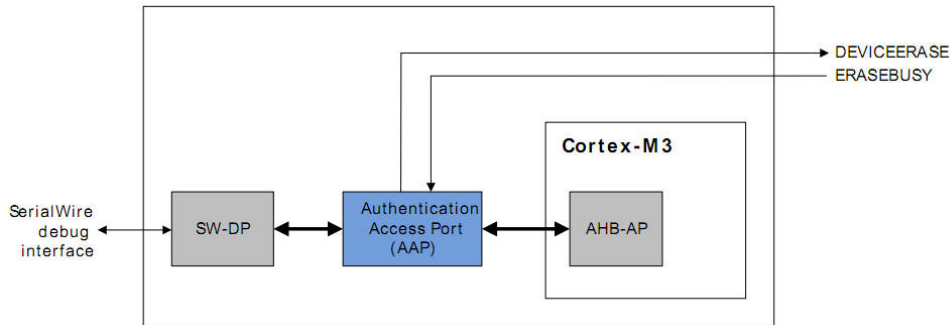 DEVICEERASE
ERASEBUSY
Cortex-M3
SerialWire
debug
interface
SW-DP
Authentication
Access Port
(AAP)
AHB-AP